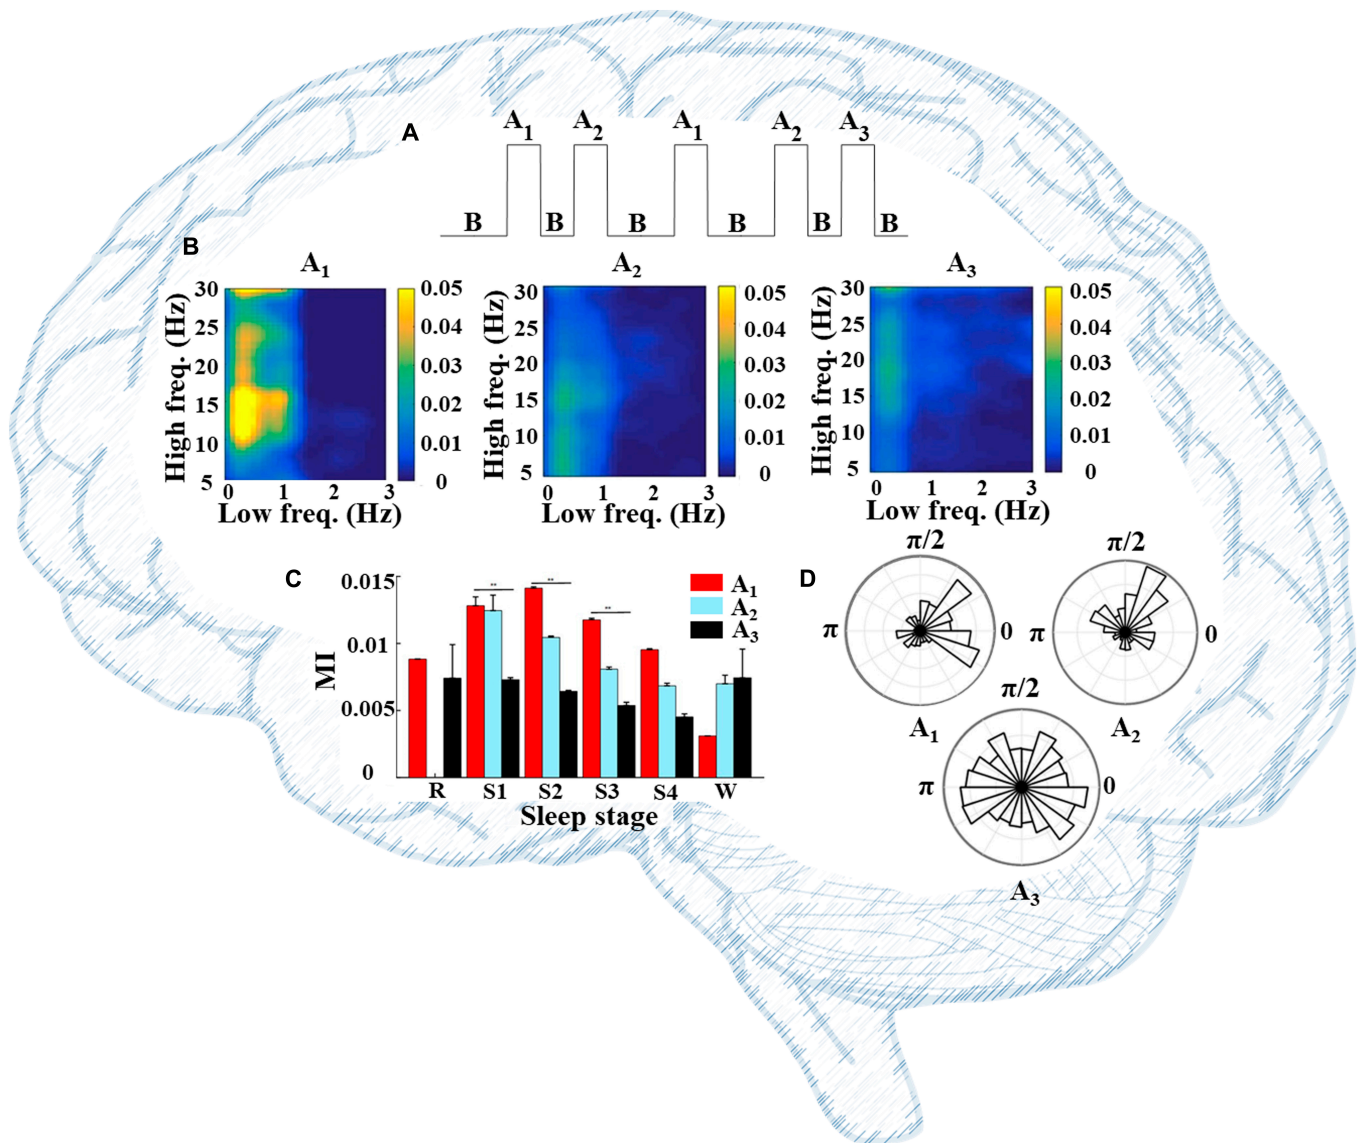 A
A1 A2 A1 A2 A3
B B B B B B
B
A1 A2 A3
High freq. (Hz)
30
25
20
15
10
5
0 1 2 3
Low freq. (Hz)
0.05
0.04
0.03
0.02
0.01
0
High freq. (Hz)
30
25
20
15
10
5
0 1 2 3
Low freq. (Hz)
0.05
0.04
0.03
0.02
0.01
0
High freq. (Hz)
30
25
20
15
10
5
0 1 2 3
Low freq. (Hz)
0.05
0.04
0.03
0.02
0.01
0
C
MI
0.015
0.01
0.005
0
** ** **
A1
A2
A3
R S1 S2 S3 S4 W
Sleep stage
D
π/2
π 0
A1
π/2
π 0
A2
π/2
π 0
A3